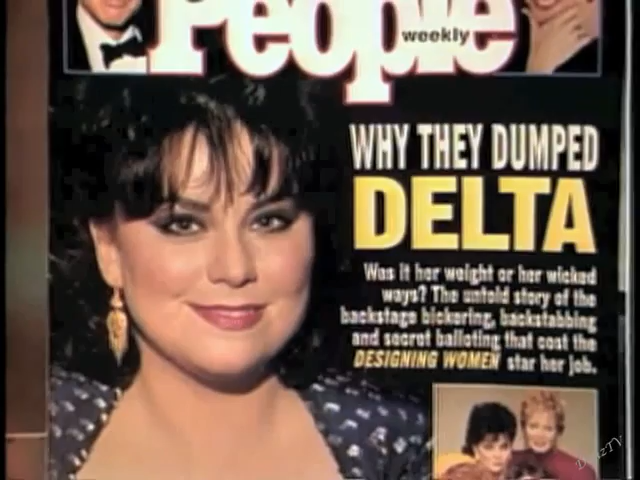 People
weekly
WHY THEY DUMPED
DELTA
Was it her weight or her wicked
ways? The untold story of the
backstage bickering, backstabbing
and secret balloting that cost the
DESIGNING WOMEN star her job.